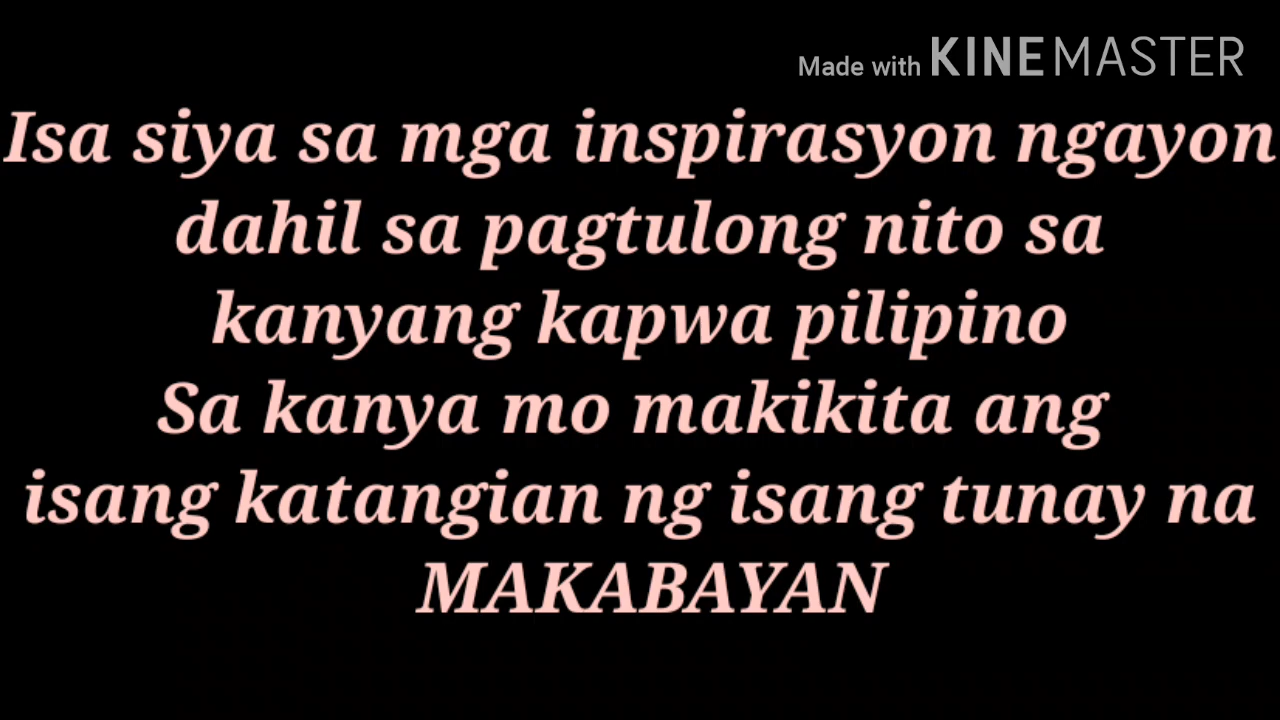 Made with KINEMASTER
Isa siya sa mga inspirasyon ngayon
dahil sa pagtulong nito sa
kanyang kapwa pilipino
Sa kanya mo makikita ang
isang katangian ng isang tunay na
MAKABAYAN